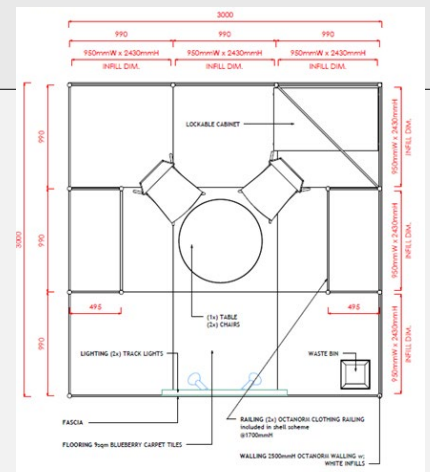 3000
990 990 990
950mmW x 2430mmH 950mmW x 2430mmH 950mmW x 2430mmH
INFILL DIM. INFILL DIM. INFILL DIM.
LOCKABLE CABINET
990
950mmW x 2430mmH
INFILL DIM.
3000
990
950mmW x 2430mmH
INFILL DIM.
495 495
(1x) TABLE
(2x) CHAIRS
990
950mmW x 2430mmH
INFILL DIM.
LIGHTING (2x) TRACK LIGHTS
WASTE BIN
FASCIA
RAILING (2x) OCTANORM CLOTHING RAILING
included in shell scheme
@1700mmH
FLOORING 9sqm BLUEBERRY CARPET TILES
WALLING 2500mmH OCTANORM WALLING w;
WHITE INFILLS